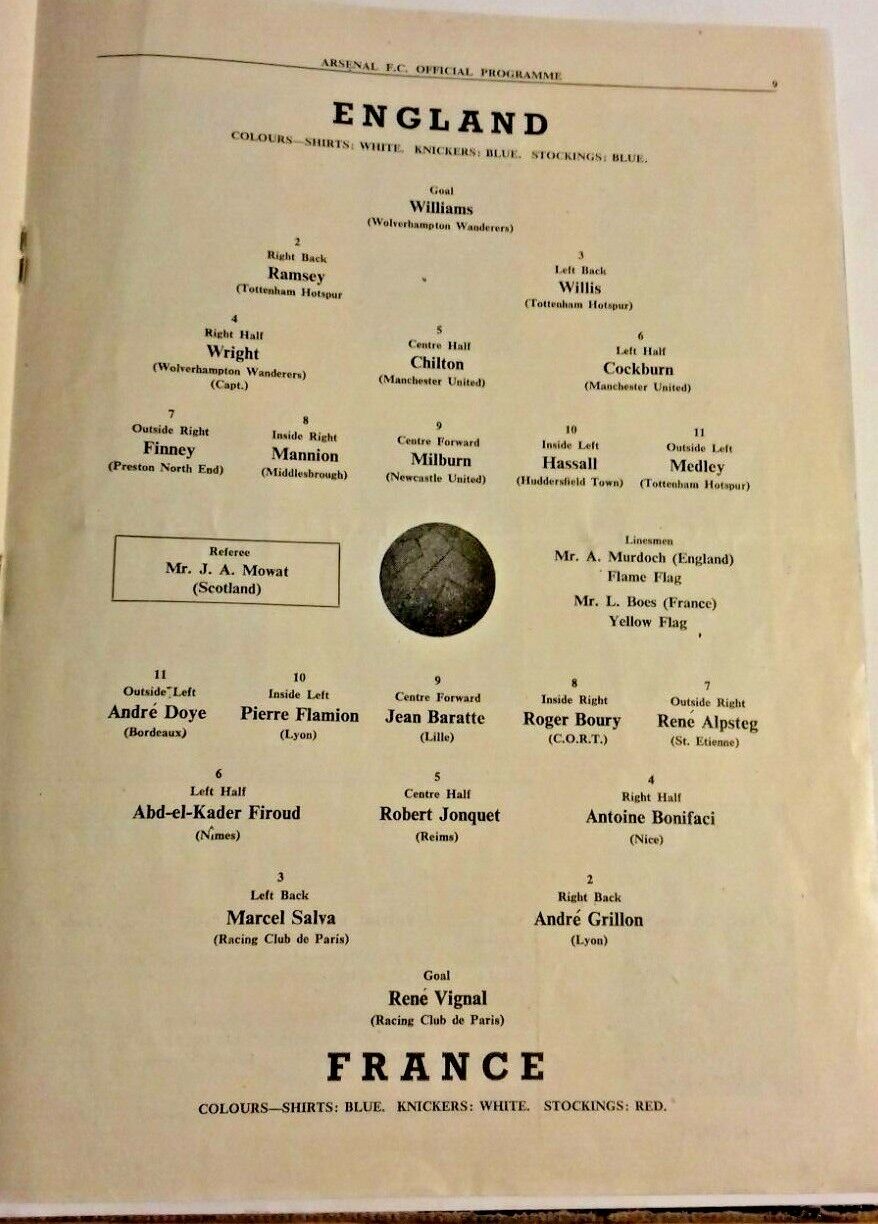 ARSENAL F.C. OFFICIAL PROGRAMME 9
ENGLAND
COLOURS—SHIRTS: WHITE. KNICKERS: BLUE. STOCKINGS: BLUE.
Goal
Williams
(Wolverhampton Wanderers)
2
Right Back
Ramsey
(Tottenham Hotspur
3
Left Back
Willis
(Tottenham Hotspur)
4
Right Half
Wright
(Wolverhampton Wanderers)
(Capt.)
5
Centre Half
Chilton
(Manchester United)
6
Left Half
Cockburn
(Manchester United)
7
Outside Right
Finney
(Preston North End)
8
Inside Right
Mannion
(Middlesbrough)
9
Centre Forward
Milburn
(Newcastle United)
10
Inside Left
Hassall
(Huddersfield Town)
11
Outside Left
Medley
(Tottenham Hotspur)
Referee
Mr. J. A. Mowat
(Scotland)
Linesmen
Mr. A. Murdoch (England)
Flame Flag
Mr. L. Boes (France)
Yellow Flag
11
Outside Left
André Doye
(Bordeaux)
10
Inside Left
Pierre Flamion
(Lyon)
9
Centre Forward
Jean Baratte
(Lille)
8
Inside Right
Roger Boury
(C.O.R.T.)
7
Outside Right
René Alpsteg
(St. Etienne)
6
Left Half
Abd-el-Kader Firoud
(Nîmes)
5
Centre Half
Robert Jonquet
(Reims)
4
Right Half
Antoine Bonifaci
(Nice)
3
Left Back
Marcel Salva
(Racing Club de Paris)
2
Right Back
André Grillon
(Lyon)
Goal
René Vignal
(Racing Club de Paris)
FRANCE
COLOURS—SHIRTS: BLUE. KNICKERS: WHITE. STOCKINGS: RED.